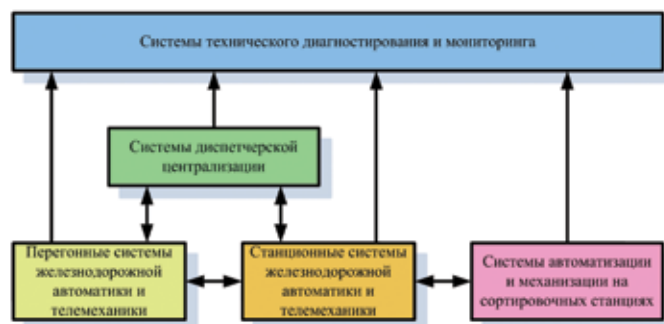 Системы технического диагностирования и мониторинга
Системы диспетчерской
централизации
Перегонные системы
железнодорожной
автоматики и
телемеханики
Станционные системы
железнодорожной
автоматики и
телемеханики
Системы автоматизации
и механизации на
сортировочных станциях